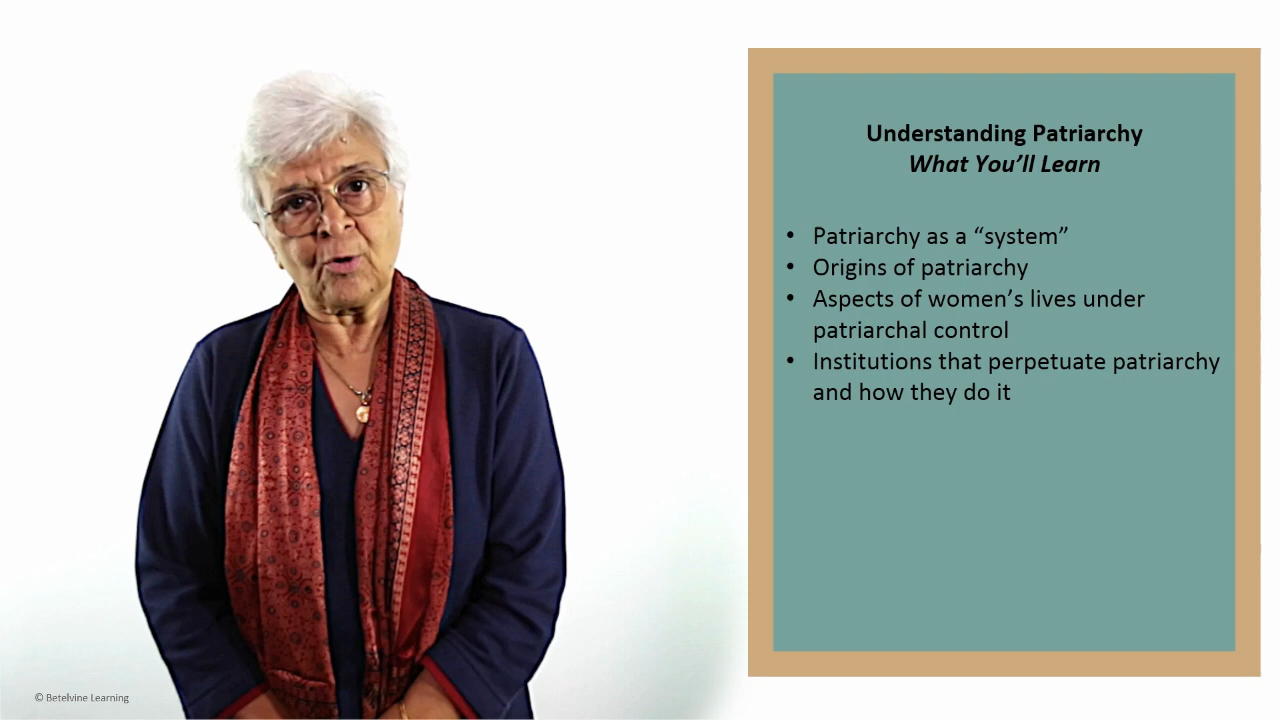 Understanding Patriarchy
What You’ll Learn
• Patriarchy as a “system”
• Origins of patriarchy
• Aspects of women’s lives under
patriarchal control
• Institutions that perpetuate patriarchy
and how they do it
© Betelvine Learning